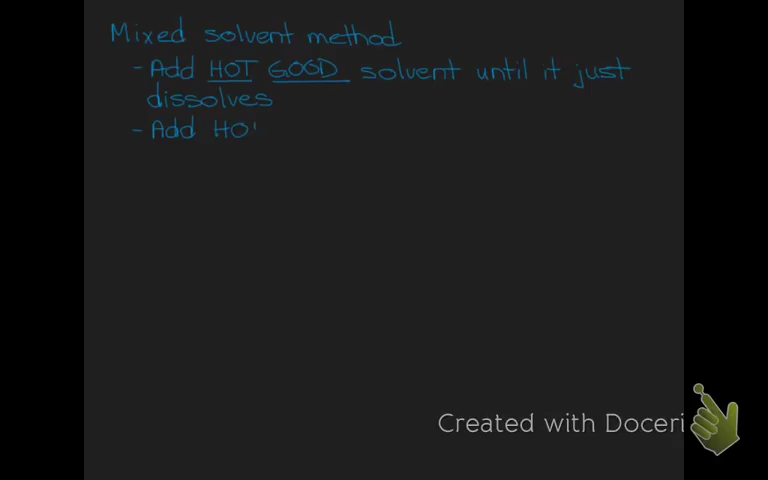 Mixed solvent method
- Add HOT GOOD solvent until it just
dissolves
- Add HO'
Created with Doceri